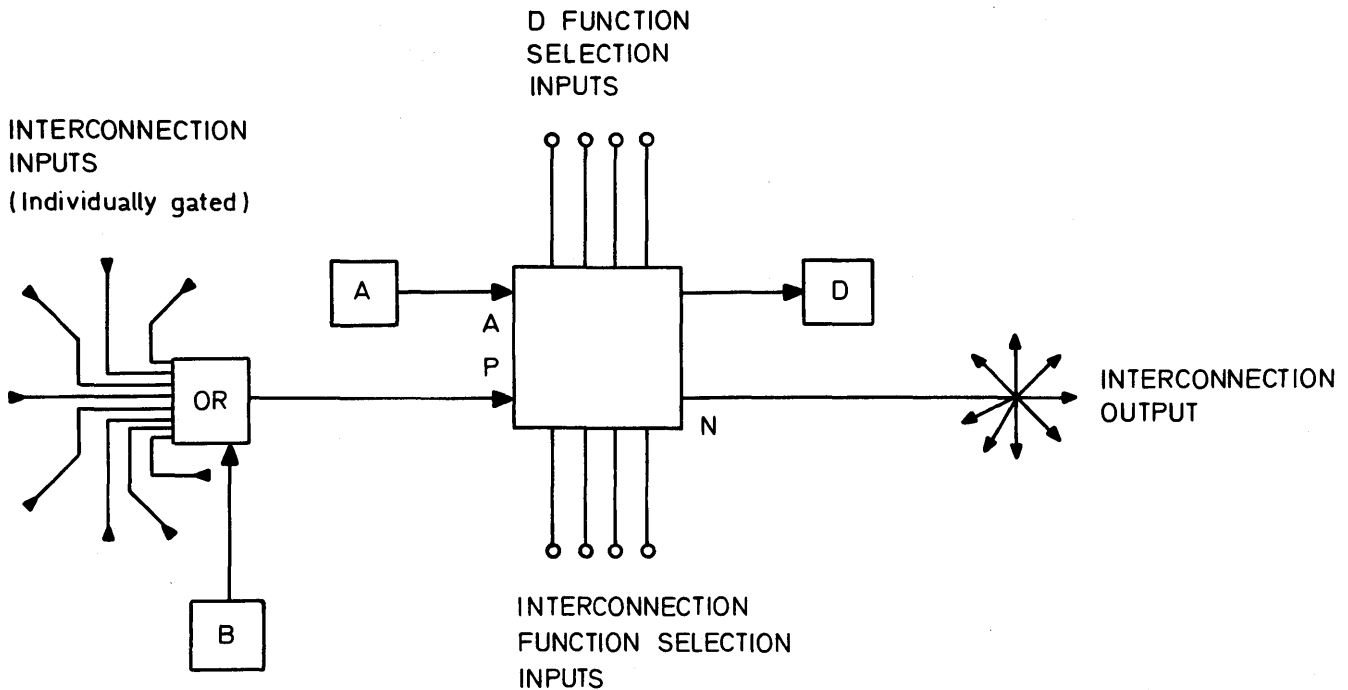 D FUNCTION
SELECTION
INPUTS
INTERCONNECTION
INPUTS
(Individually gated)
A
D
A
P
OR
INTERCONNECTION
OUTPUT
N
B
INTERCONNECTION
FUNCTION SELECTION
INPUTS